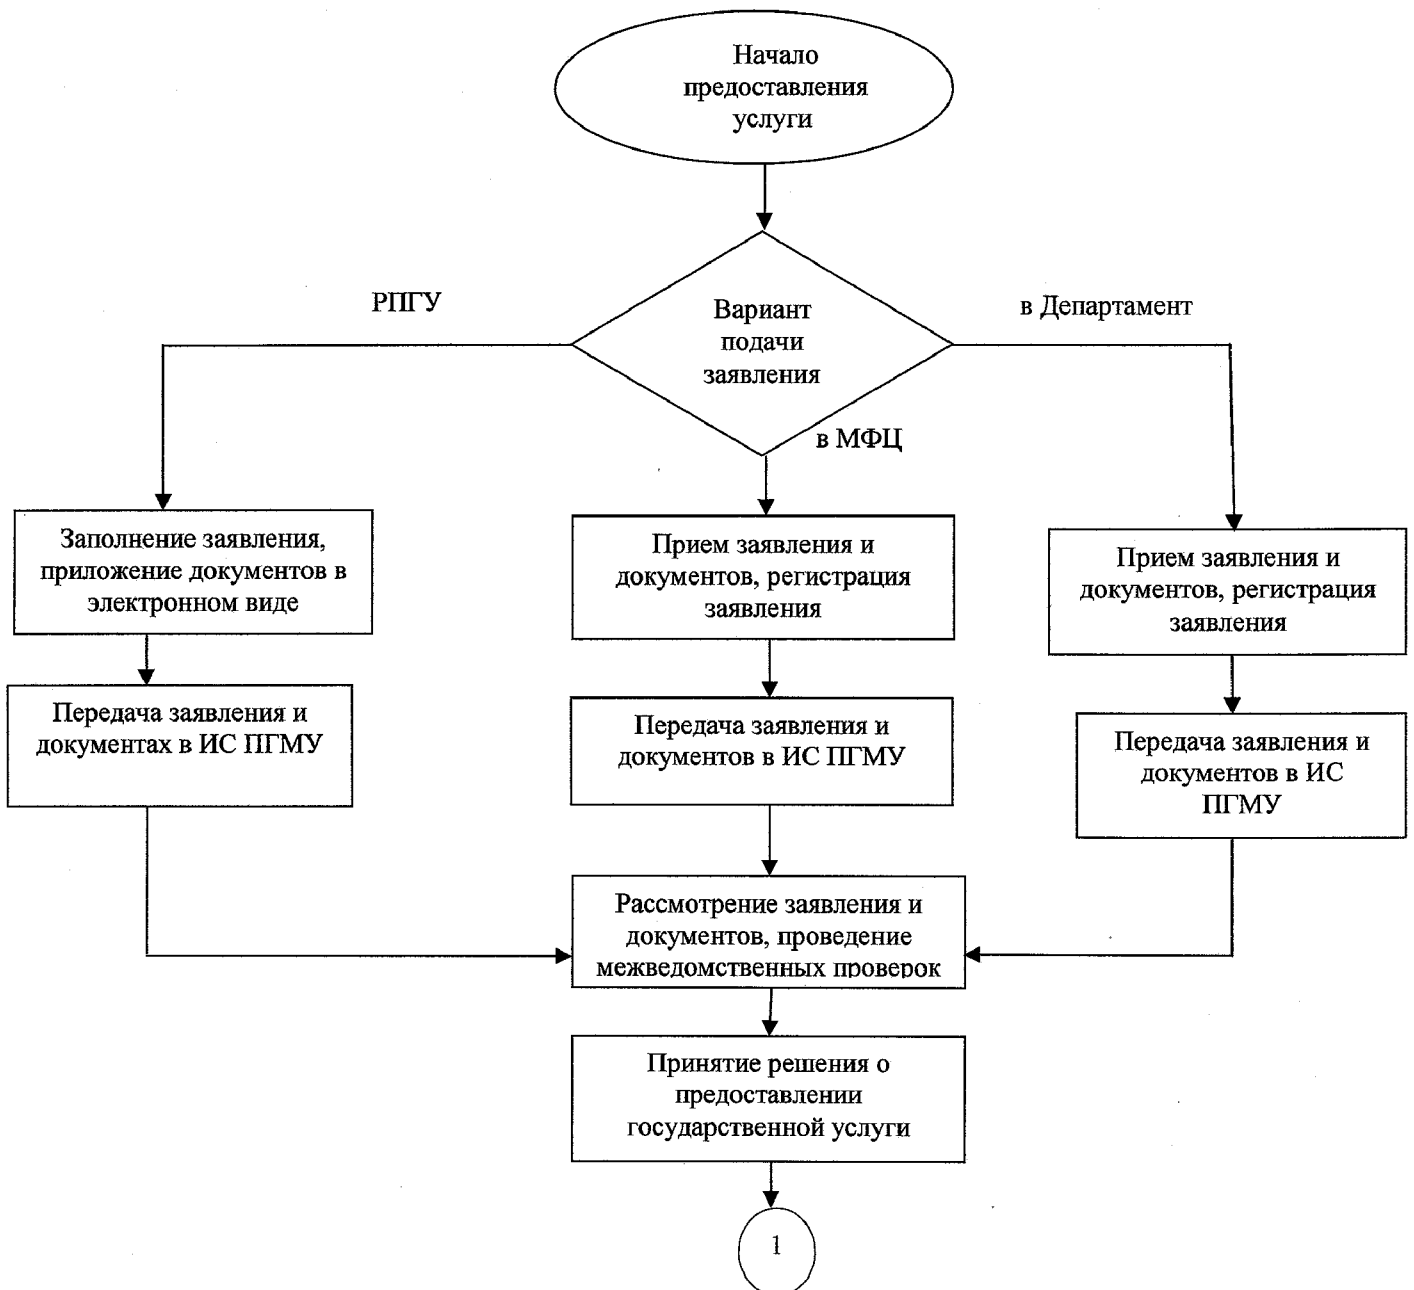 Начало
предоставления
услуги
РПГУ
Вариант
подачи
заявления
в Департамент
в МФЦ
Заполнение заявления,
приложение документов в
электронном виде
Прием заявления и
документов, регистрация
заявления
Прием заявления и
документов, регистрация
заявления
Передача заявления и
документах в ИС ПГМУ
Передача заявления и
документов в ИС ПГМУ
Передача заявления и
документов в ИС
ПГМУ
Рассмотрение заявления и
документов, проведение
межведомственных проверок
Принятие решения о
предоставлении
государственной услуги
1